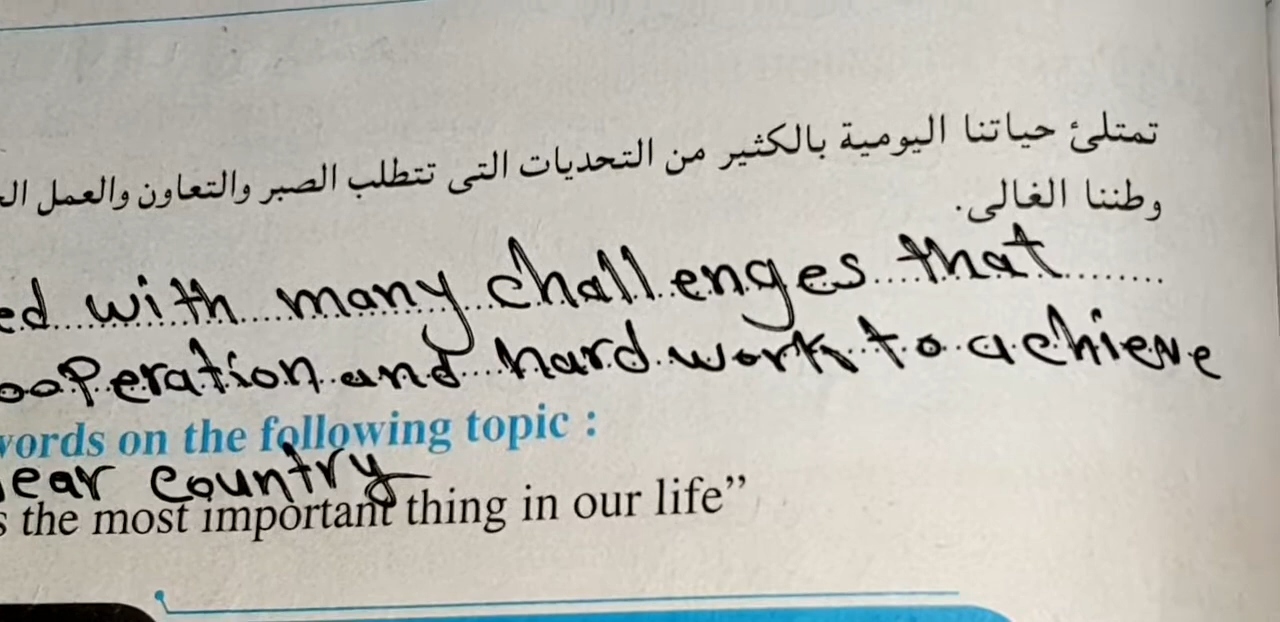 تمتلئ حياتنا اليومية بالكثير من التحديات التى تتطلب الصبر والتعاون والعمل
وطننا الغالى.
ed with many challenges that
ooperation and hard work to achieve
words on the following topic :
ear country
s the most important thing in our life”